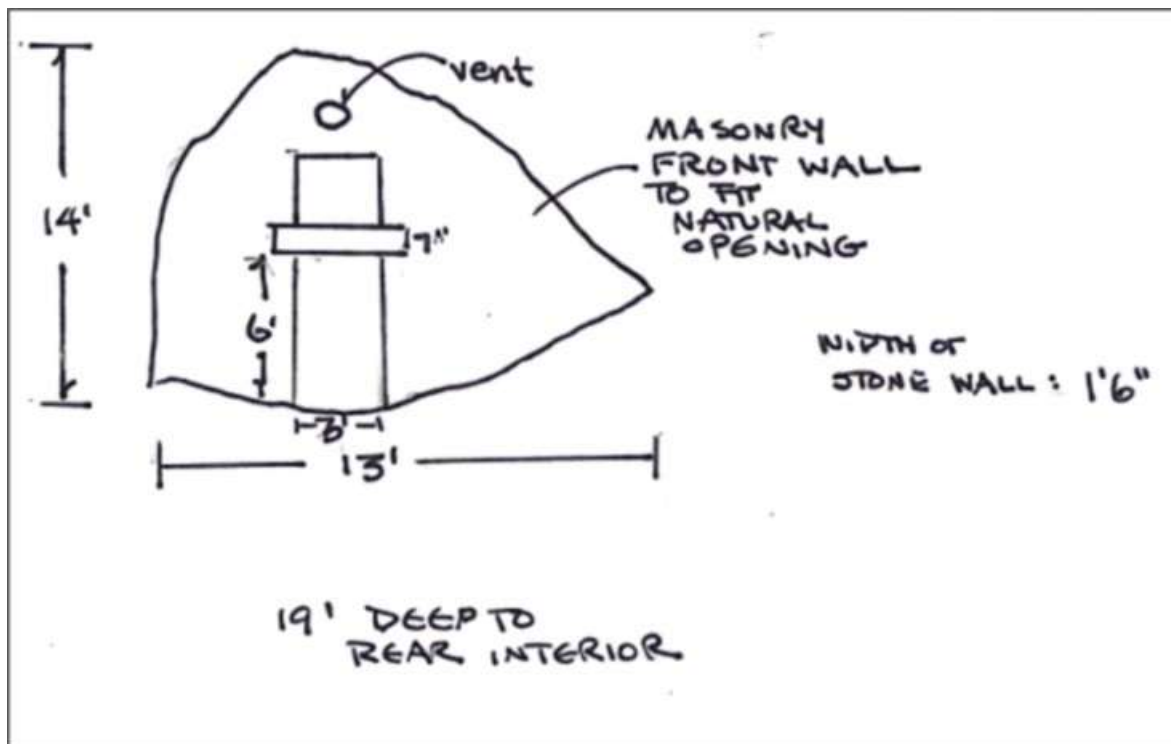 vent
MASONRY
FRONT WALL
TO FIT
NATURAL
OPENING
14'
7"
6'
3'
13'
WIDTH OF
STONE WALL: 1'6"
19' DEEP TO
REAR INTERIOR